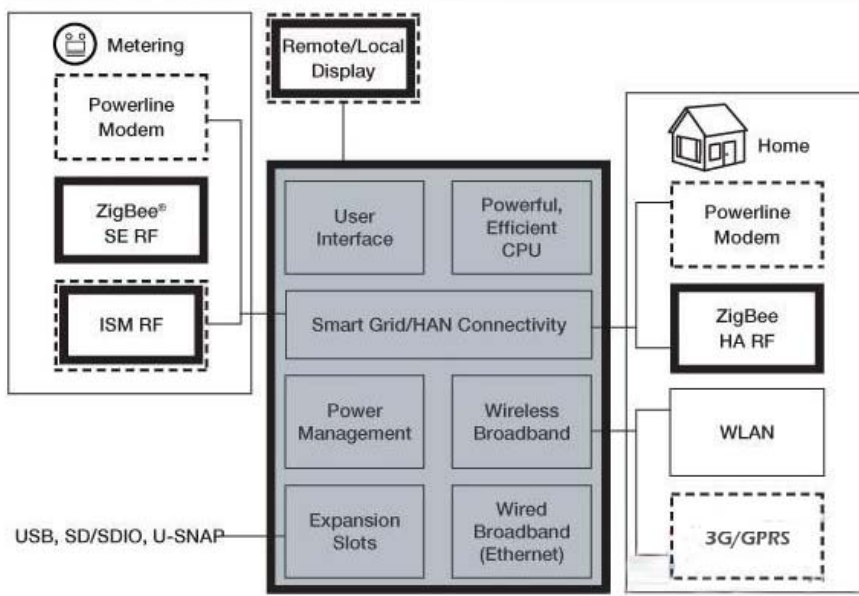 Metering
Powerline
Modem
ZigBee®
SE RF
ISM RF
Remote/Local
Display
User
Interface
Powerful,
Efficient
CPU
Smart Grid/HAN Connectivity
Power
Management
Wireless
Broadband
Expansion
Slots
Wired
Broadband
(Ethernet)
USB, SD/SDIO, U-SNAP
Home
Powerline
Modem
ZigBee
HA RF
WLAN
3G/GPRS